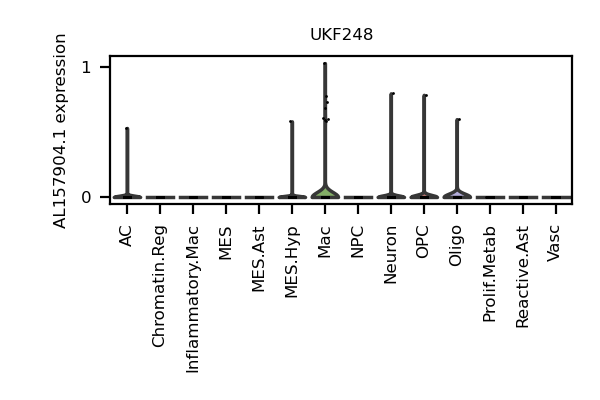 UKF248
AL157904.1 expression
1
0
AC
Chromatin.Reg
Inflammatory.Mac
MES
MES.Ast
MES.Hyp
Mac
NPC
Neuron
OPC
Oligo
Prolif.Metab
Reactive.Ast
Vasc